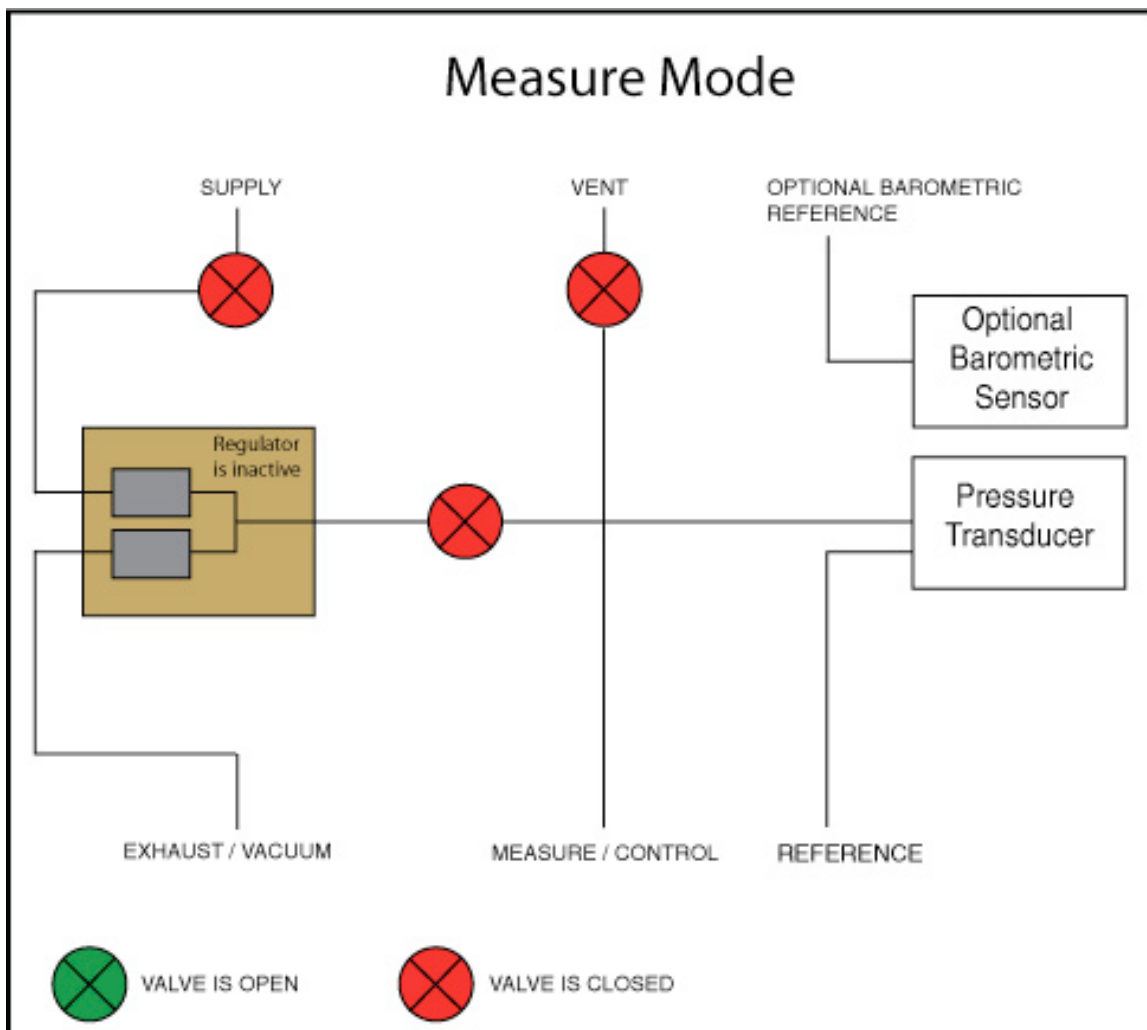 Measure Mode
SUPPLY
VENT
OPTIONAL BAROMETRIC
REFERENCE
Optional
Barometric
Sensor
Regulator
is inactive
Pressure
Transducer
EXHAUST / VACUUM
MEASURE / CONTROL
REFERENCE
VALVE IS OPEN
VALVE IS CLOSED